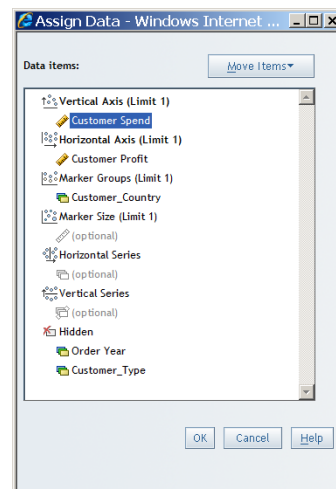 Assign Data - Windows Internet ...
Data items:
Move Items
Vertical Axis (Limit 1)
Customer Spend
Horizontal Axis (Limit 1)
Customer Profit
Marker Groups (Limit 1)
Customer_Country
Marker Size (Limit 1)
(optional)
Horizontal Series
(optional)
Vertical Series
(optional)
Hidden
Order Year
Customer_Type
OK Cancel Help